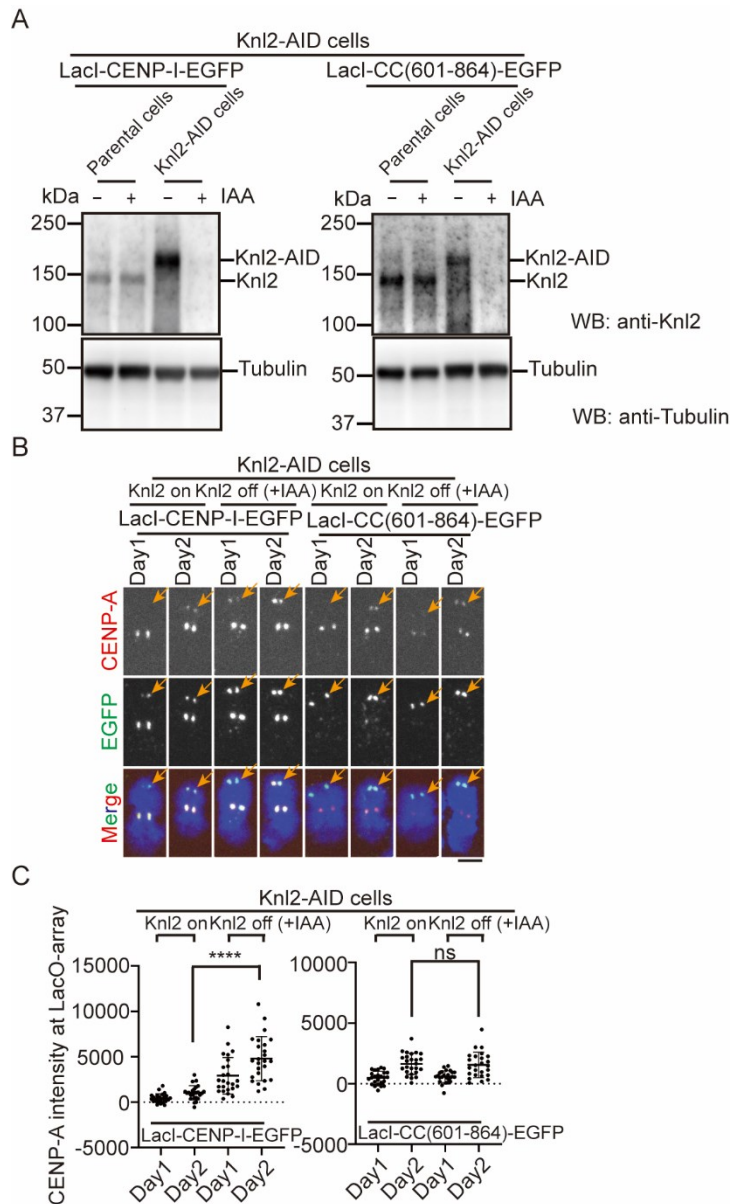 A
Knl2-AID cells
LacI-CENP-I-EGFP LacI-CC(601-864)-EGFP
Parental cells Knl2-AID cells Parental cells Knl2-AID cells
kDa - + - + IAA kDa - + - + IAA
250 250
Knl2-AID Knl2-AID
150 Knl2 150 Knl2
100 100 WB: anti-Knl2
50 Tubulin 50 Tubulin
37 37 WB: anti-Tubulin
B
Knl2-AID cells
Knl2 on Knl2 off (+IAA) Knl2 on Knl2 off (+IAA)
LacI-CENP-I-EGFP LacI-CC(601-864)-EGFP
Day1 Day2 Day1 Day2 Day1 Day2 Day1 Day2
CENP-A
EGFP
Merge
C
Knl2-AID cells
Knl2 on Knl2 off (+IAA) Knl2 on Knl2 off (+IAA)
CENP-A intensity at LacO-array
15000 **** 10000 ns
10000
5000 5000
0 0
-5000 LacI-CENP-I-EGFP -5000 LacI-CC(601-864)-EGFP
Day1 Day2 Day1 Day2 Day1 Day2 Day1 Day2